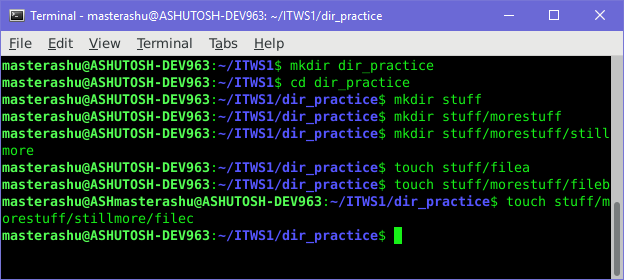 Terminal - masterashu@ASHUTOSH-DEV963: ~/ITWS1/dir_practice
File Edit View Terminal Tabs Help
masterashu@ASHUTOSH-DEV963:~/ITWS1$ mkdir dir_practice
masterashu@ASHUTOSH-DEV963:~/ITWS1$ cd dir_practice
masterashu@ASHUTOSH-DEV963:~/ITWS1/dir_practice$ mkdir stuff
masterashu@ASHUTOSH-DEV963:~/ITWS1/dir_practice$ mkdir stuff/morestuff
masterashu@ASHUTOSH-DEV963:~/ITWS1/dir_practice$ mkdir stuff/morestuff/still
more
masterashu@ASHUTOSH-DEV963:~/ITWS1/dir_practice$ touch stuff/filea
masterashu@ASHUTOSH-DEV963:~/ITWS1/dir_practice$ touch stuff/morestuff/fileb
masterashu@ASHmasterashu@ASHUTOSH-DEV963:~/ITWS1/dir_practice$ touch stuff/m
orestuff/stillmore/filec
masterashu@ASHUTOSH-DEV963:~/ITWS1/dir_practice$